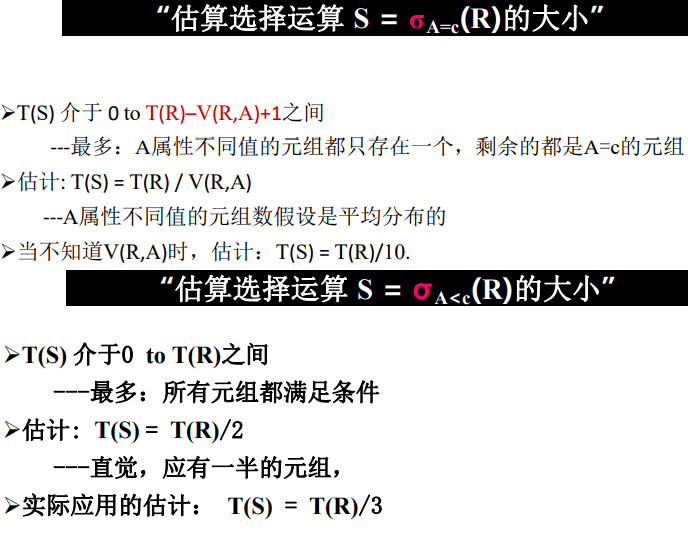 “估算选择运算 S = σA=c(R)的大小”
➢T(S) 介于 0 to T(R)–V(R,A)+1之间
---最多：A属性不同值的元组都只存在一个，剩余的都是A=c的元组
➢估计: T(S) = T(R) / V(R,A)
---A属性不同值的元组数假设是平均分布的
➢当不知道V(R,A)时，估计：T(S) = T(R)/10.
“估算选择运算 S = σA<c(R)的大小”
➢T(S) 介于0 to T(R)之间
---最多：所有元组都满足条件
➢估计: T(S) = T(R)/2
---直觉，应有一半的元组，
➢实际应用的估计： T(S) = T(R)/3